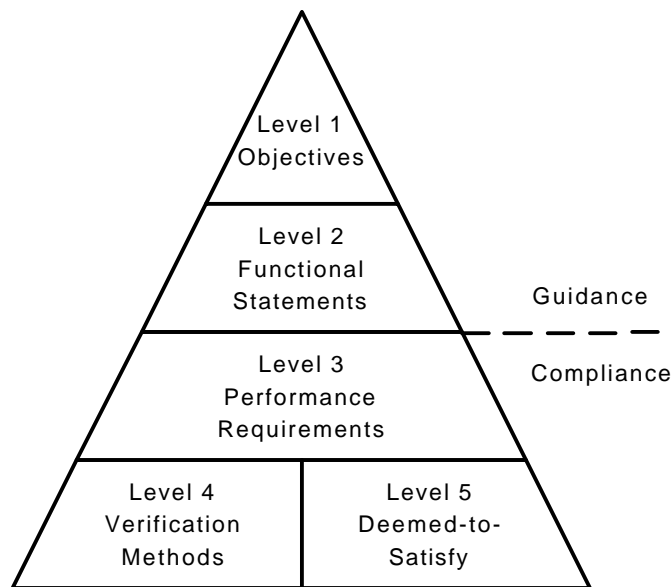 Level 1
Objectives
Level 2
Functional
Statements
Guidance
Compliance
Level 3
Performance
Requirements
Level 4
Verification
Methods
Level 5
Deemed-to-
Satisfy